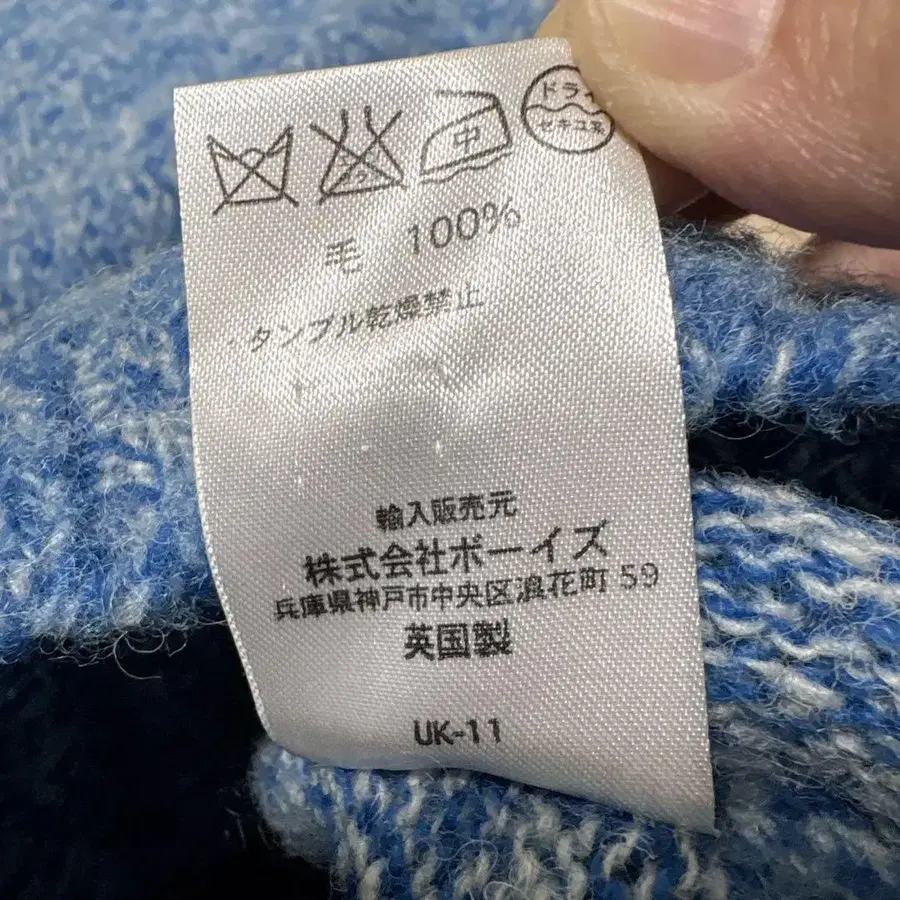 中
ドライ
セキユ系
毛 100%
・タンブル乾燥禁止
輸入販売元
株式会社ボーイズ
兵庫県神戸市中央区浪花町59
英国製
UK-11